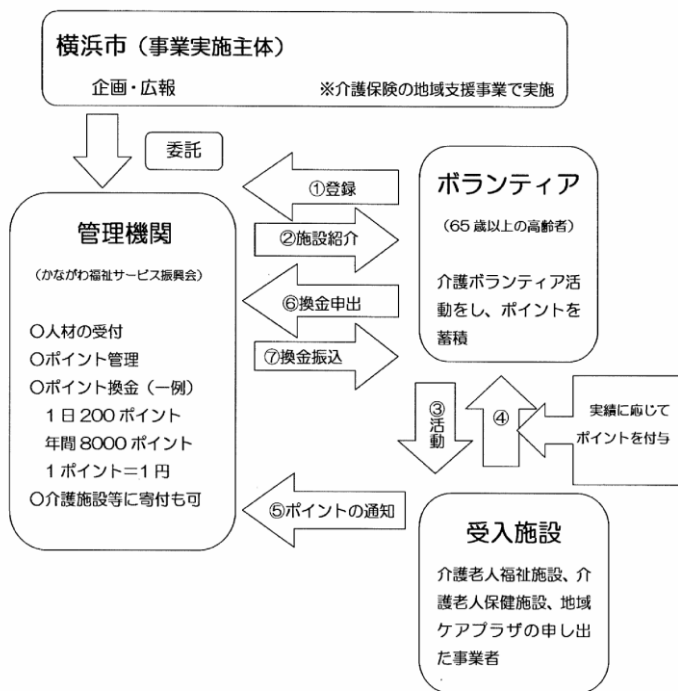 横浜市（事業実施主体）
企画・広報　※介護保険の地域支援事業で実施
委託
管理機関
（かながわ福祉サービス振興会）
○人材の受付
○ポイント管理
○ポイント換金（一例）
１日200ポイント
年間8000ポイント
１ポイント＝１円
○介護施設等に寄付も可
①登録
②施設紹介
⑥換金申出
⑦換金振込
ボランティア
（65歳以上の高齢者）
介護ボランティア活
動をし、ポイントを
蓄積
③活動
④
実績に応じて
ポイントを付与
⑤ポイントの通知
受入施設
介護老人福祉施設、介
護老人保健施設、地域
ケアプラザの申し出
た事業者